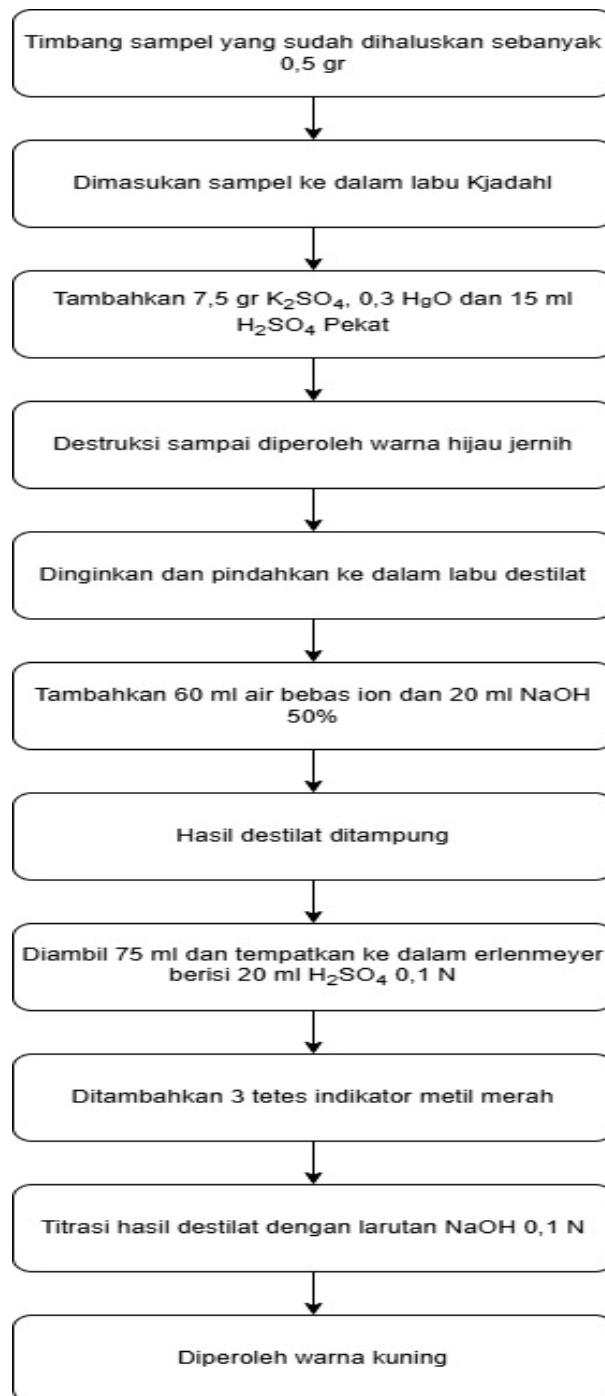 Timbang sampel yang sudah dihaluskan sebanyak
0,5 gr
Dimasukan sampel ke dalam labu Kjadahl
Tambahkan 7,5 gr K₂SO₄, 0,3 HgO dan 15 ml
H₂SO₄ Pekat
Destruksi sampai diperoleh warna hijau jernih
Dinginkan dan pindahkan ke dalam labu destilat
Tambahkan 60 ml air bebas ion dan 20 ml NaOH
50%
Hasil destilat ditampung
Diambil 75 ml dan tempatkan ke dalam erlenmeyer
berisi 20 ml H₂SO₄ 0,1 N
Ditambahkan 3 tetes indikator metil merah
Titrasi hasil destilat dengan larutan NaOH 0,1 N
Diperoleh warna kuning